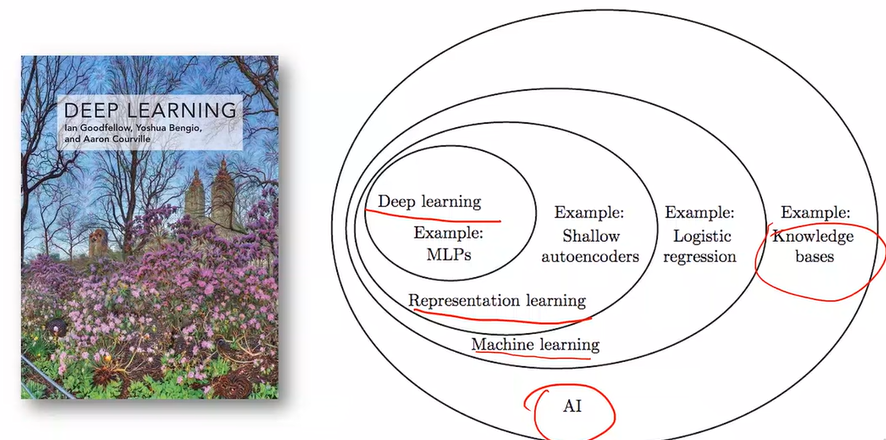 DEEP LEARNING
Ian Goodfellow, Yoshua Bengio,
and Aaron Courville
Deep learning
Example:
MLPs
Example:
Shallow
autoencoders
Example:
Logistic
regression
Example:
Knowledge
bases
Representation learning
Machine learning
AI